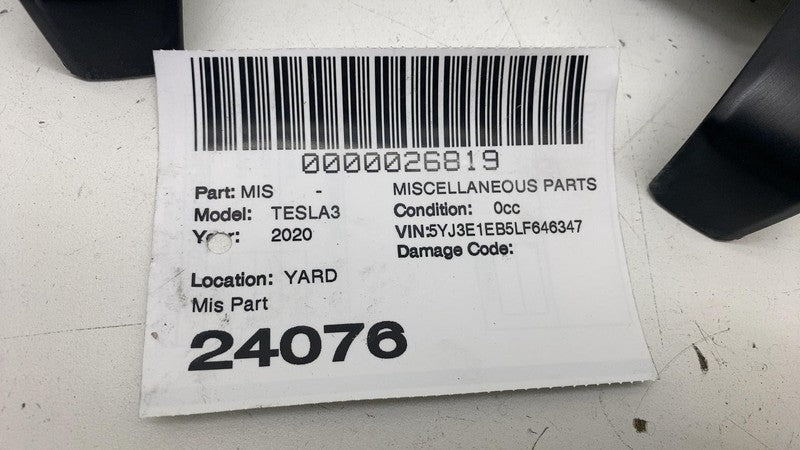 0000026819
Part: MIS - MISCELLANEOUS PARTS
Model: TESLA3 Condition: 0cc
Year: 2020 VIN:5YJ3E1EB5LF646347
Damage Code:
Location: YARD
Mis Part
24076